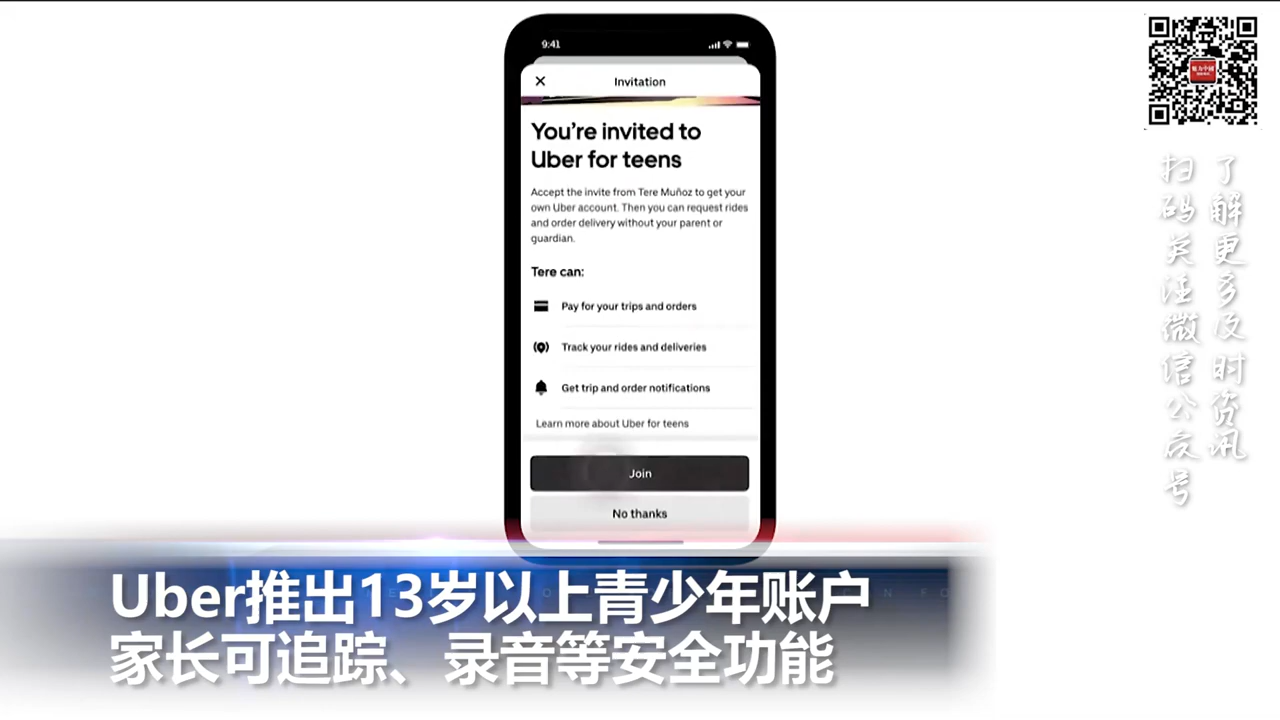 9:41
Invitation
You're invited to
Uber for teens
Accept the invite from Tere Muñoz to get your
own Uber account. Then you can request rides
and order delivery without your parent or
guardian.
Tere can:
Pay for your trips and orders
Track your rides and deliveries
Get trip and order notifications
Learn more about Uber for teens
Join
No thanks
Uber推出13岁以上青少年账户
家长可追踪、录音等安全功能
了解更多及时资讯
扫码关注微信公众号